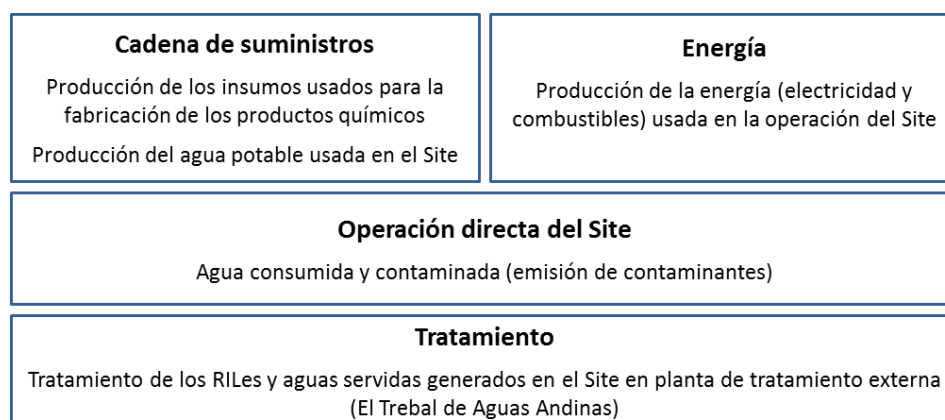 Cadena de suministros
Producción de los insumos usados para la
fabricación de los productos químicos
Producción del agua potable usada en el Site
Energía
Producción de la energía (electricidad y
combustibles) usada en la operación del Site
Operación directa del Site
Agua consumida y contaminada (emisión de contaminantes)
Tratamiento
Tratamiento de los RILes y aguas servidas generados en el Site en planta de tratamiento externa
(El Trebal de Aguas Andinas)